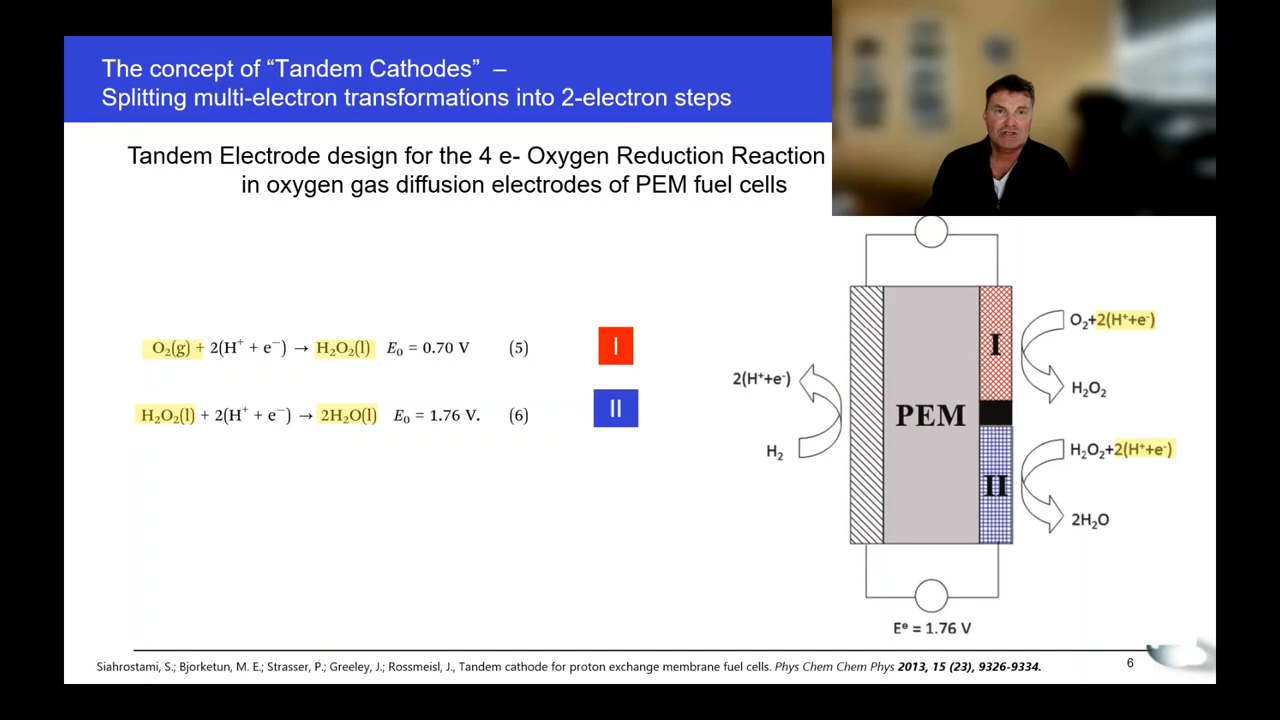 The concept of “Tandem Cathodes” –
Splitting multi-electron transformations into 2-electron steps
Tandem Electrode design for the 4 e- Oxygen Reduction Reaction
in oxygen gas diffusion electrodes of PEM fuel cells
O₂(g) + 2(H⁺ + e⁻) → H₂O₂(l) E₀ = 0.70 V (5)
I
H₂O₂(l) + 2(H⁺ + e⁻) → 2H₂O(l) E₀ = 1.76 V. (6)
II
2(H⁺+e⁻)
H₂
PEM
I
II
O₂+2(H⁺+e⁻)
H₂O₂
H₂O₂+2(H⁺+e⁻)
2H₂O
E° = 1.76 V
Siahrostami, S.; Bjorketun, M. E.; Strasser, P.; Greeley, J.; Rossmeisl, J., Tandem cathode for proton exchange membrane fuel cells. Phys Chem Chem Phys 2013, 15 (23), 9326-9334.
6